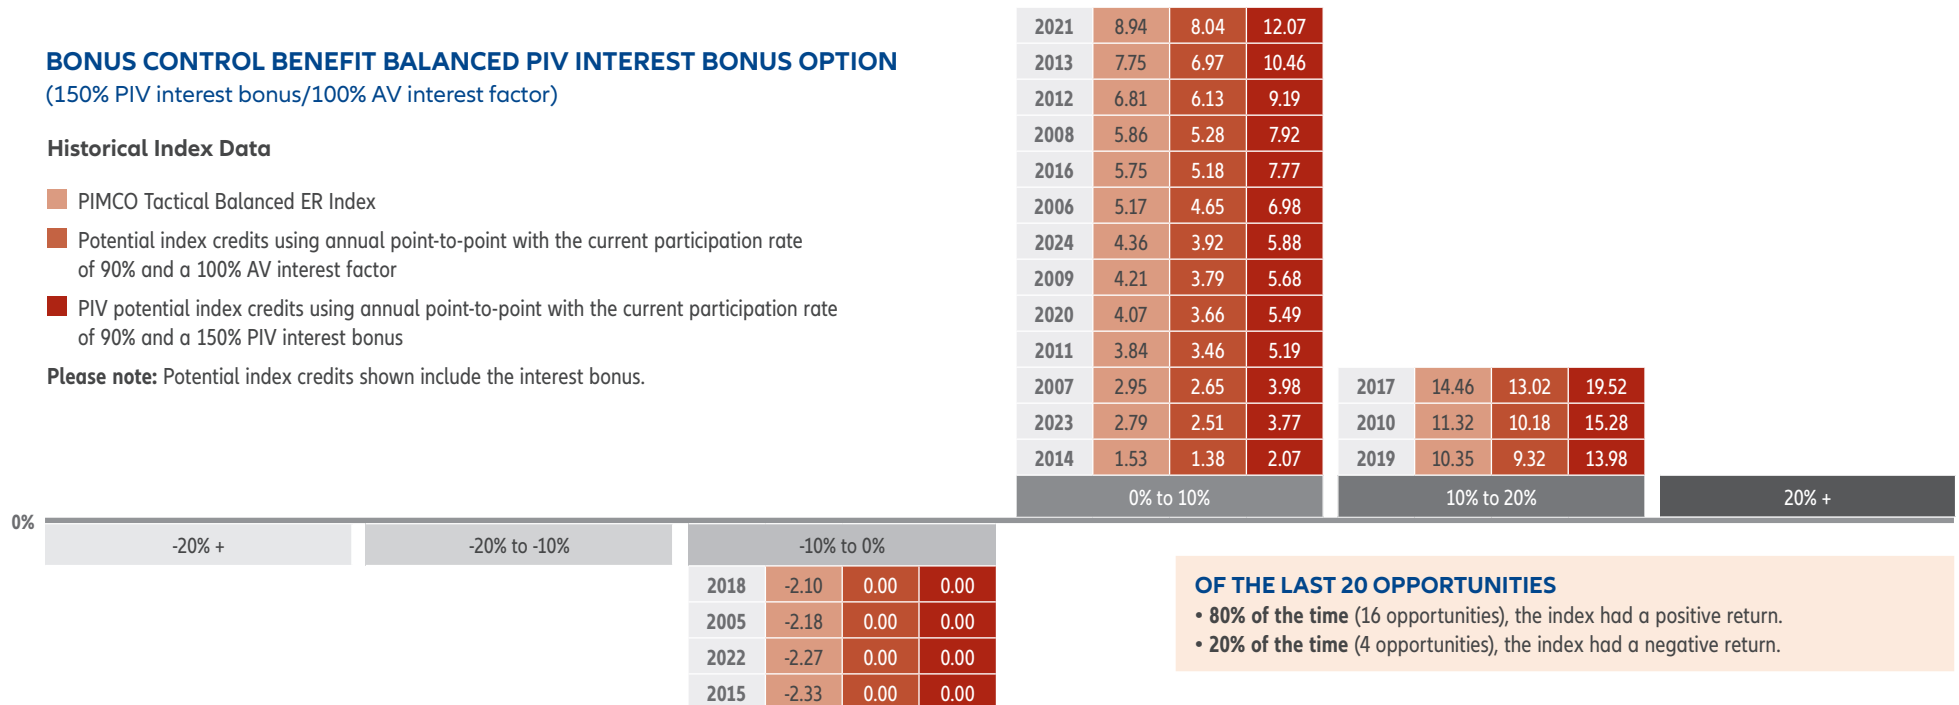 BONUS CONTROL BENEFIT BALANCED PIV INTEREST BONUS OPTION
(150% PIV interest bonus/100% AV interest factor)
Historical Index Data
PIMCO Tactical Balanced ER Index
Potential index credits using annual point-to-point with the current participation rate
of 90% and a 100% AV interest factor
PIV potential index credits using annual point-to-point with the current participation rate
of 90% and a 150% PIV interest bonus
Please note: Potential index credits shown include the interest bonus.
2021 8.94 8.04 12.07
2013 7.75 6.97 10.46
2012 6.81 6.13 9.19
2008 5.86 5.28 7.92
2016 5.75 5.18 7.77
2006 5.17 4.65 6.98
2024 4.36 3.92 5.88
2009 4.21 3.79 5.68
2020 4.07 3.66 5.49
2011 3.84 3.46 5.19
2007 2.95 2.65 3.98 2017 14.46 13.02 19.52
2023 2.79 2.51 3.77 2010 11.32 10.18 15.28
2014 1.53 1.38 2.07 2019 10.35 9.32 13.98
0% to 10% 10% to 20% 20% +
0%
-20% + -20% to -10% -10% to 0%
2018 -2.10 0.00 0.00
2005 -2.18 0.00 0.00
2022 -2.27 0.00 0.00
2015 -2.33 0.00 0.00
OF THE LAST 20 OPPORTUNITIES
• 80% of the time (16 opportunities), the index had a positive return.
• 20% of the time (4 opportunities), the index had a negative return.